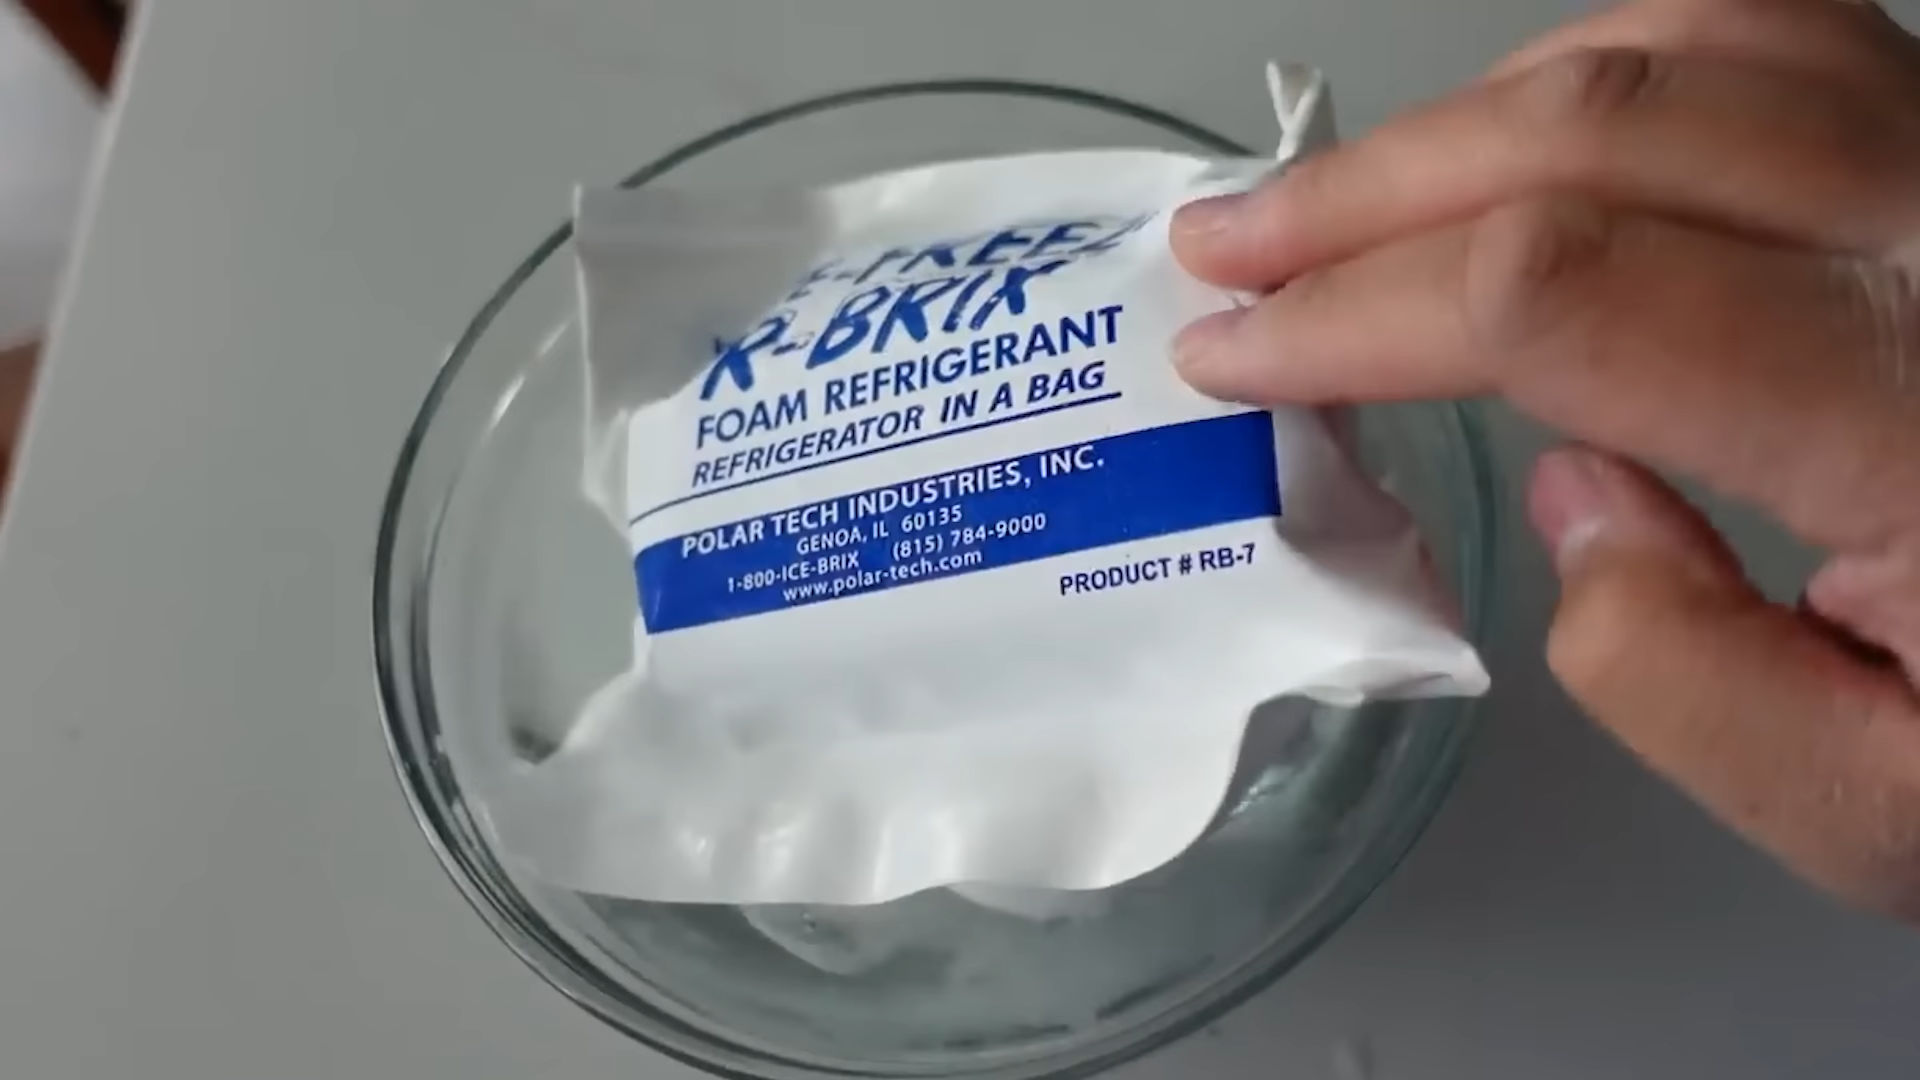 X-BRIX
FOAM REFRIGERANT
REFRIGERATOR IN A BAG
POLAR TECH INDUSTRIES, INC.
GENOA, IL 60135
1-800-ICE-BRIX (815) 784-9000
www.polar-tech.com
PRODUCT # RB-7